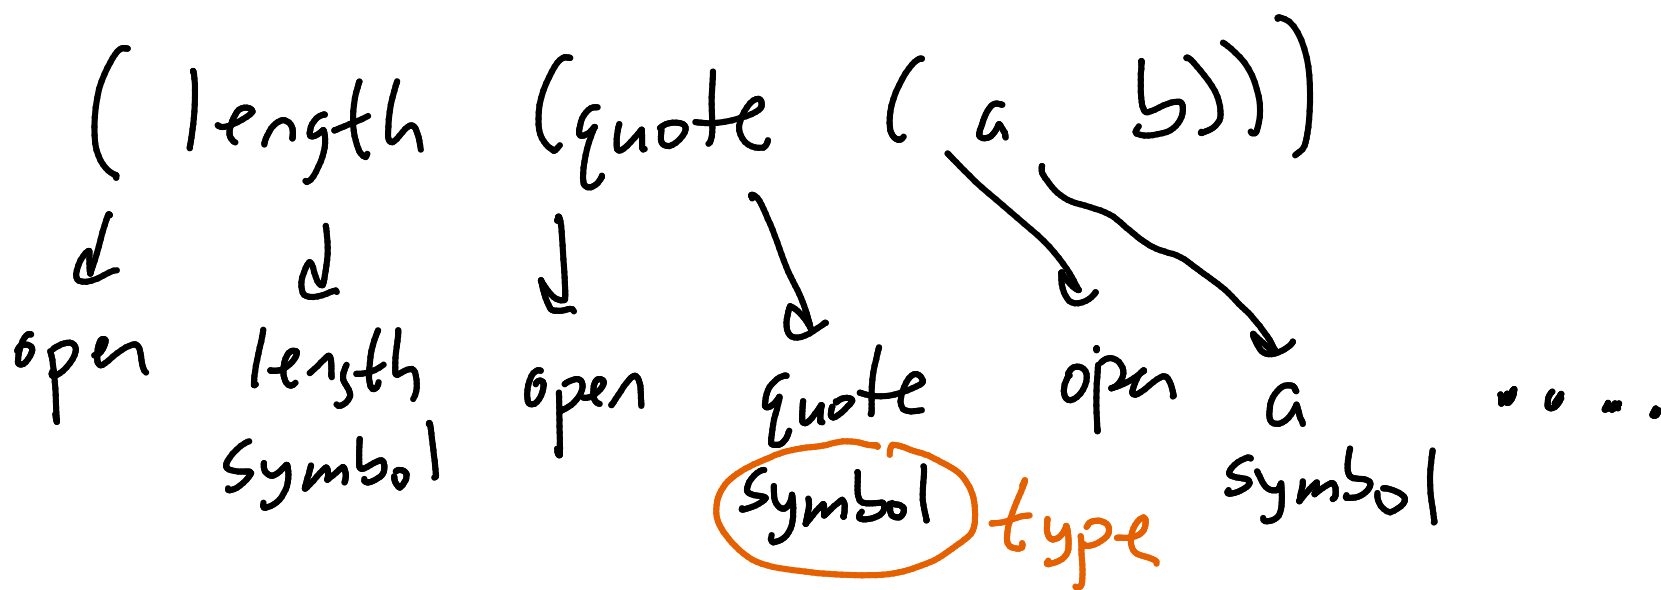 ( length (quote ( a b)))
open length open quote open a ....
symbol symbol symbol
type